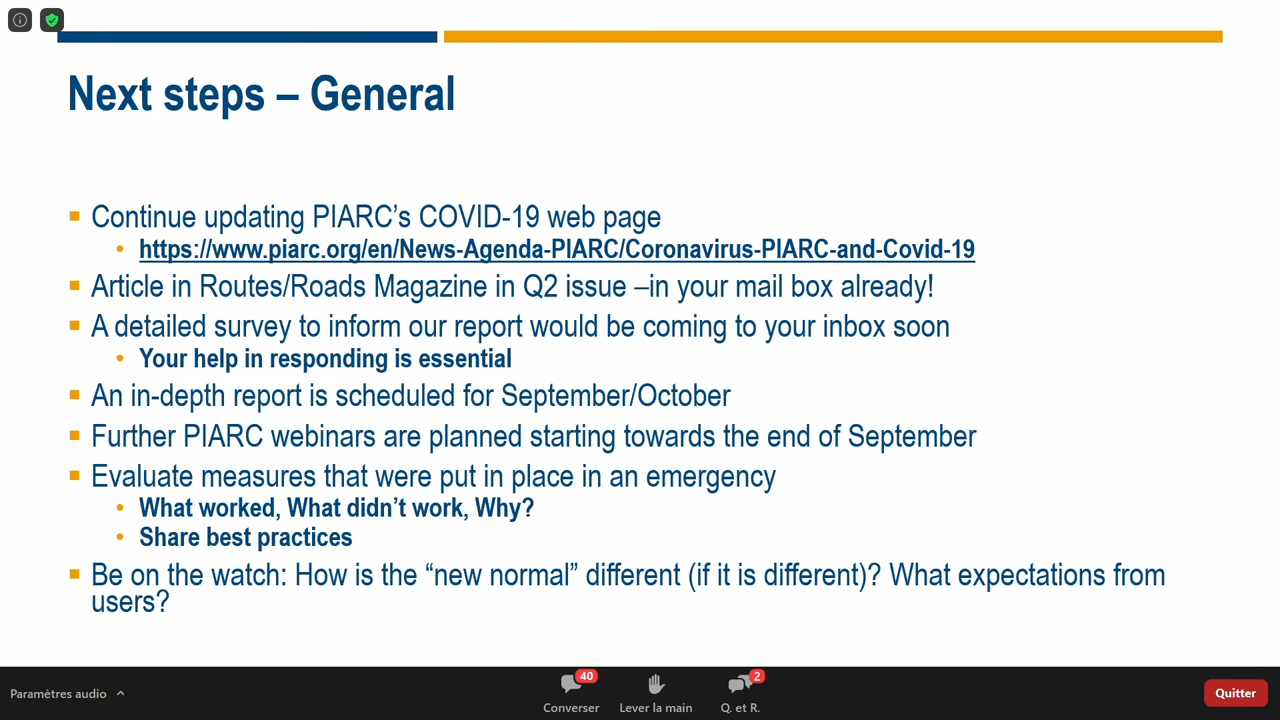 Next steps – General
Continue updating PIARC’s COVID-19 web page
https://www.piarc.org/en/News-Agenda-PIARC/Coronavirus-PIARC-and-Covid-19
Article in Routes/Roads Magazine in Q2 issue –in your mail box already!
A detailed survey to inform our report would be coming to your inbox soon
Your help in responding is essential
An in-depth report is scheduled for September/October
Further PIARC webinars are planned starting towards the end of September
Evaluate measures that were put in place in an emergency
What worked, What didn’t work, Why?
Share best practices
Be on the watch: How is the “new normal” different (if it is different)? What expectations from
users?
Paramètres audio
40
Converser
Lever la main
2
Q. et R.
Quitter